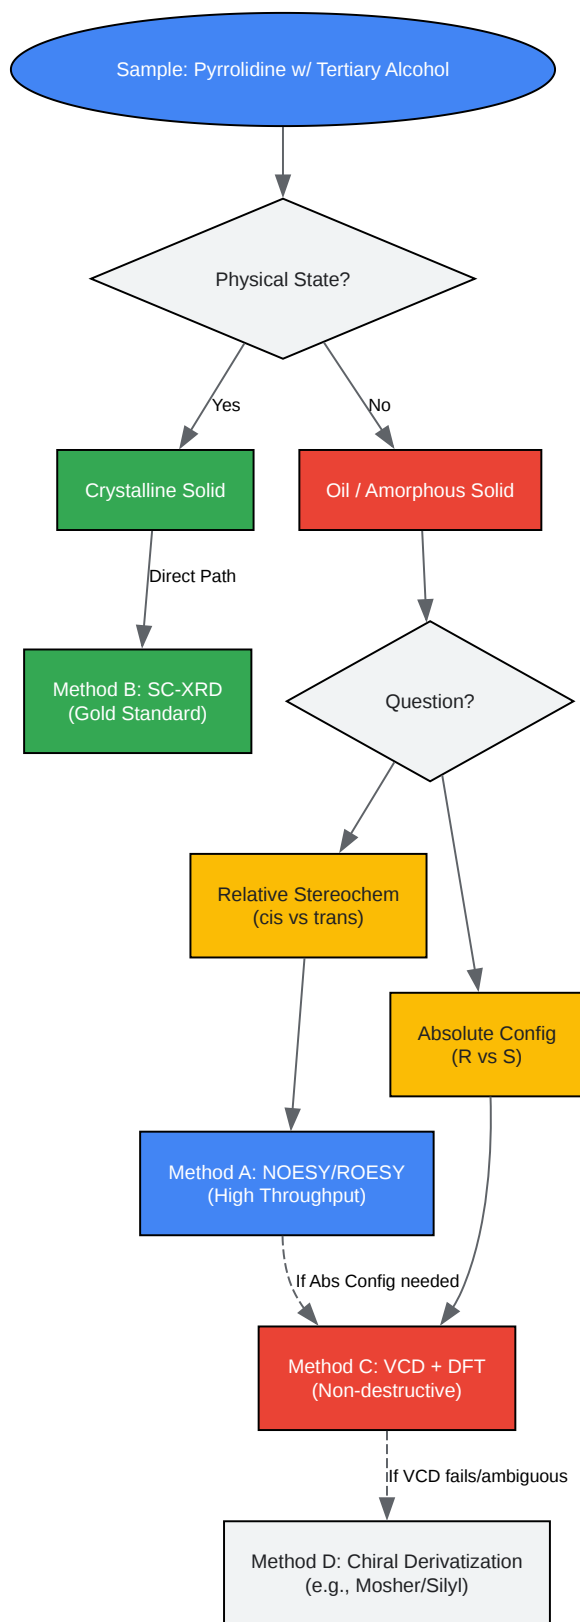 Sample: Pyrrolidine w/ Tertiary Alcohol
Physical State?
Yes
No
Crystalline Solid
Oil / Amorphous Solid
Direct Path
Method B: SC-XRD
(Gold Standard)
Question?
Relative Stereochem
(cis vs trans)
Absolute Config
(R vs S)
Method A: NOESY/ROESY
(High Throughput)
If Abs Config needed
Method C: VCD + DFT
(Non-destructive)
If VCD fails/ambiguous
Method D: Chiral Derivatization
(e.g., Mosher/Silyl)